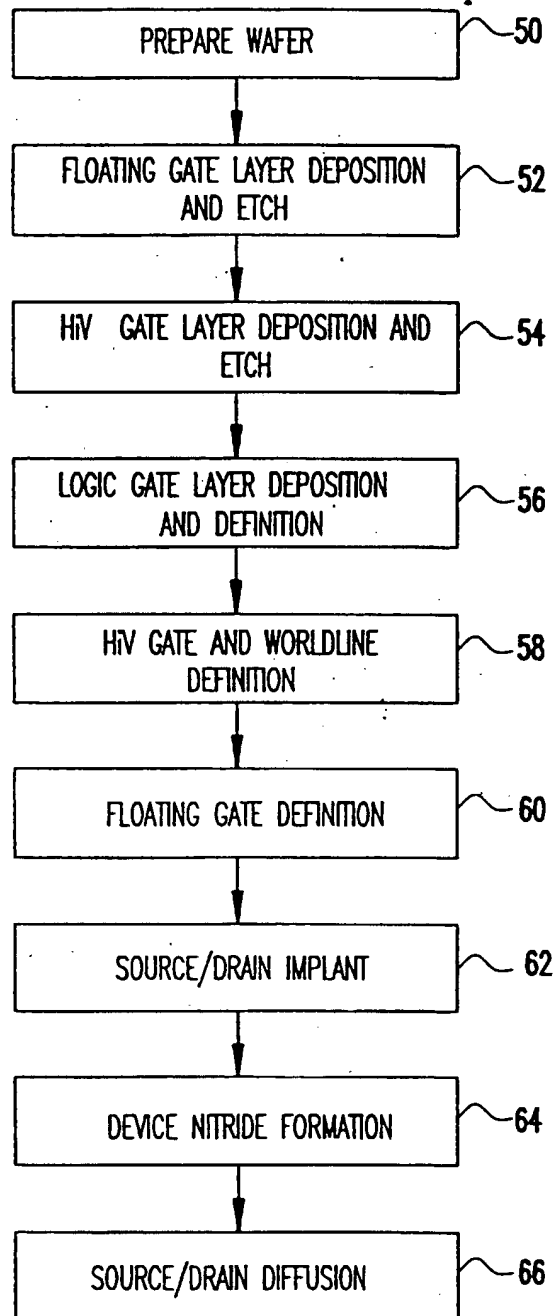 PREPARE WAFER
50
FLOATING GATE LAYER DEPOSITION
AND ETCH
52
HiV GATE LAYER DEPOSITION AND
ETCH
54
LOGIC GATE LAYER DEPOSITION
AND DEFINITION
56
HiV GATE AND WORLDLINE
DEFINITION
58
FLOATING GATE DEFINITION
60
SOURCE/DRAIN IMPLANT
62
DEVICE NITRIDE FORMATION
64
SOURCE/DRAIN DIFFUSION
66